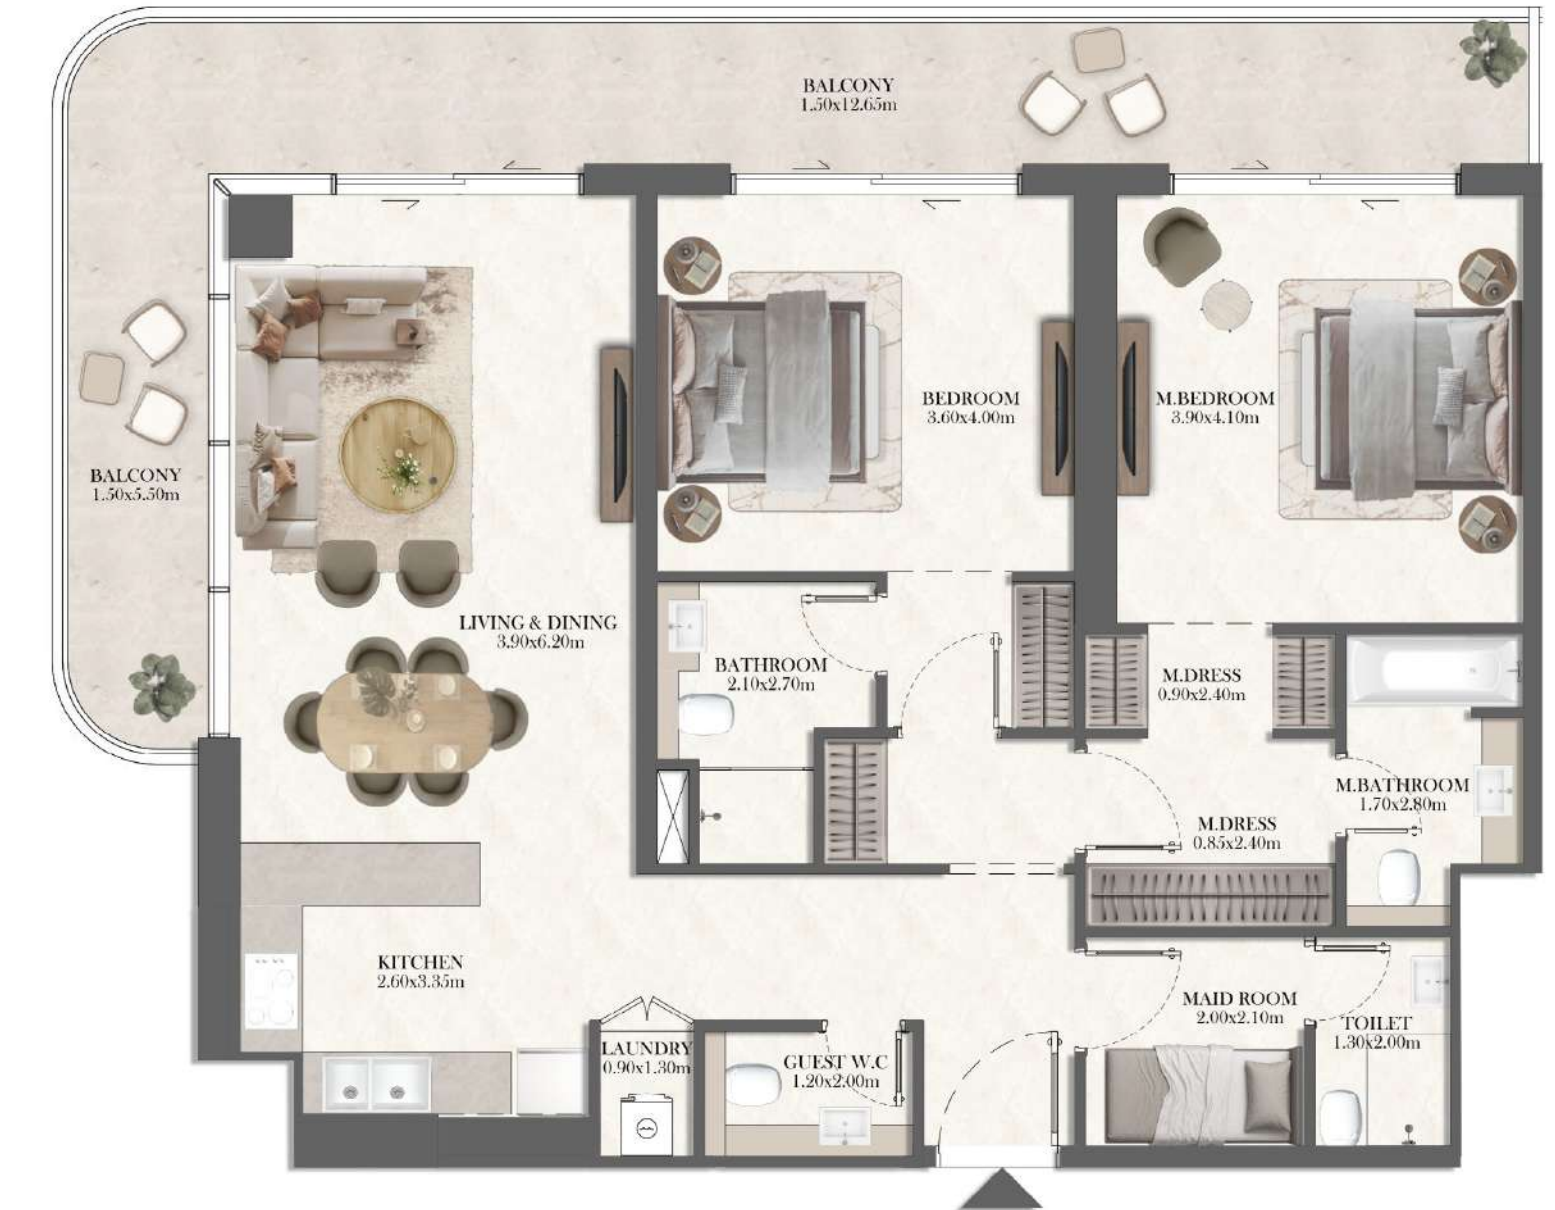 BALCONY
1.50x12.65m
BALCONY
1.50x5.50m
LIVING & DINING
3.90x6.20m
BEDROOM
3.60x4.00m
M.BEDROOM
3.90x4.10m
BATHROOM
2.10x2.70m
M.DRESS
0.90x2.40m
M.BATHROOM
1.70x2.80m
M.DRESS
0.85x2.40m
KITCHEN
2.60x3.35m
MAID ROOM
2.00x2.10m
TOILET
1.30x2.00m
LAUNDRY
0.90x1.30m
GUEST W.C
1.20x2.00m